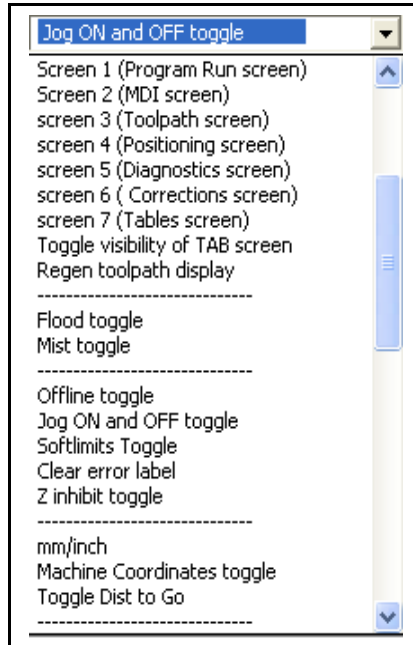 Jog ON and OFF toggle
Screen 1 (Program Run screen)
Screen 2 (MDI screen)
screen 3 (Toolpath screen)
screen 4 (Positioning screen)
screen 5 (Diagnostics screen)
screen 6 ( Corrections screen)
screen 7 (Tables screen)
Toggle visibility of TAB screen
Regen toolpath display
------------------------------
Flood toggle
Mist toggle
------------------------------
Offline toggle
Jog ON and OFF toggle
Softlimits Toggle
Clear error label
Z inhibit toggle
------------------------------
mm/inch
Machine Coordinates toggle
Toggle Dist to Go
------------------------------